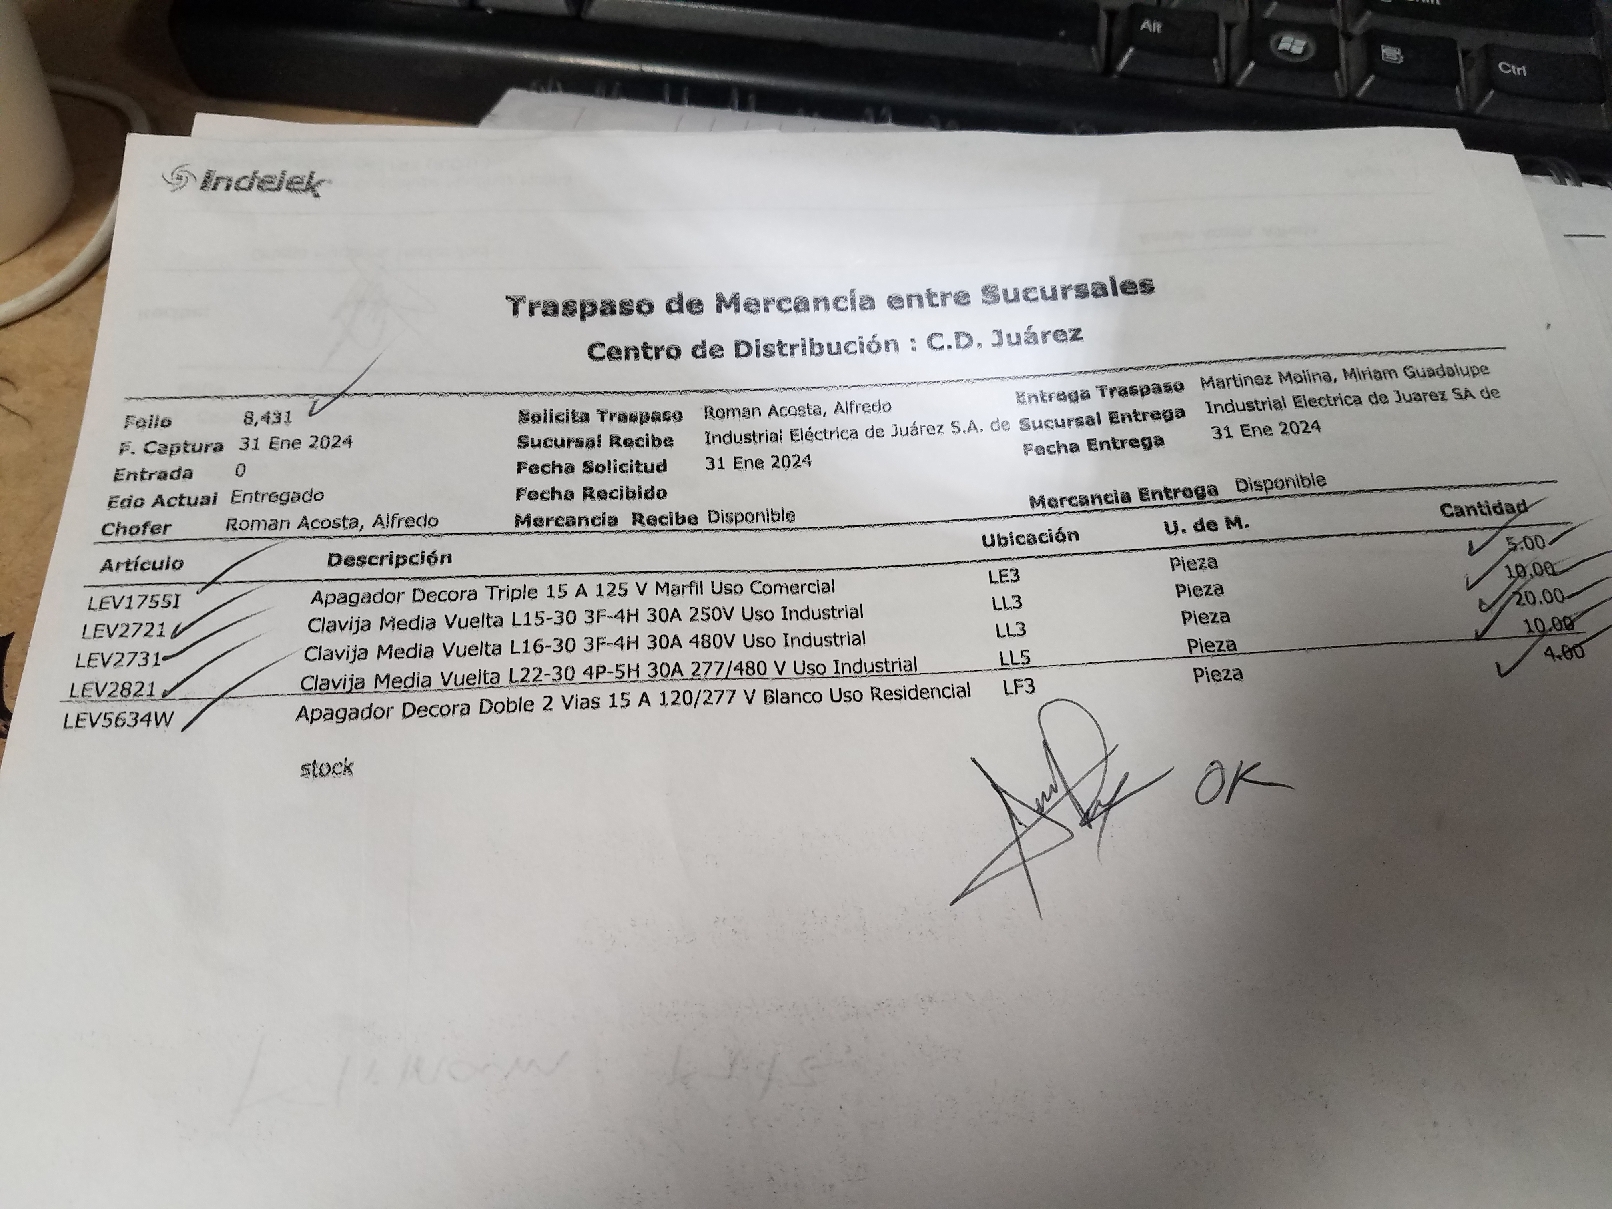 Alt
Ctrl
Indelek
Traspaso de Mercancía entre Sucursales
Centro de Distribución : C.D. Juárez
Folio 8,431 Solicita Traspaso Roman Acosta, Alfredo Entrega Traspaso Martinez Molina, Miriam Guadalupe
F. Captura 31 Ene 2024 Sucursal Recibe Industrial Eléctrica de Juárez S.A. de Sucursal Entrega Industrial Electrica de Juarez SA de
Entrada 0 Fecha Solicitud 31 Ene 2024 Fecha Entrega 31 Ene 2024
Edo Actual Entregado Fecha Recibido
Chofer Roman Acosta, Alfredo Mercancia Recibe Disponible Mercancia Entrega Disponible
Artículo Descripción Ubicación U. de M. Cantidad
LEV1755I Apagador Decora Triple 15 A 125 V Marfil Uso Comercial LE3 Pieza 5.00
LEV2721 Clavija Media Vuelta L15-30 3F-4H 30A 250V Uso Industrial LL3 Pieza 10.00
LEV2731 Clavija Media Vuelta L16-30 3F-4H 30A 480V Uso Industrial LL3 Pieza 20.00
LEV2821 Clavija Media Vuelta L22-30 4P-5H 30A 277/480 V Uso Industrial LL5 Pieza 10.00
LEV5634W Apagador Decora Doble 2 Vias 15 A 120/277 V Blanco Uso Residencial LF3 Pieza 4.00
stock
OK